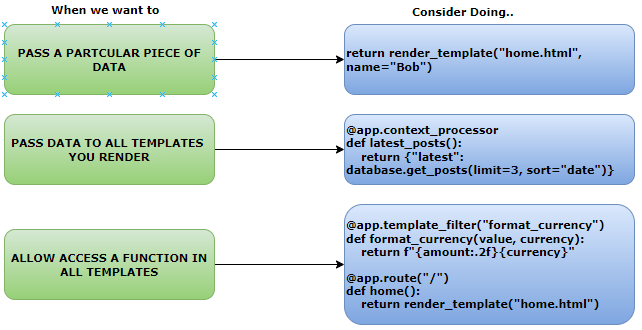 When we want to
Consider Doing..
PASS A PARTCULAR PIECE OF
DATA
return render_template("home.html",
name="Bob")
PASS DATA TO ALL TEMPLATES
YOU RENDER
@app.context_processor
def latest_posts():
    return {"latest":
database.get_posts(limit=3, sort="date")}
ALLOW ACCESS A FUNCTION IN
ALL TEMPLATES
@app.template_filter("format_currency")
def format_currency(value, currency):
    return f"{amount:.2f}{currency}"
@app.route("/")
def home():
    return render_template("home.html")